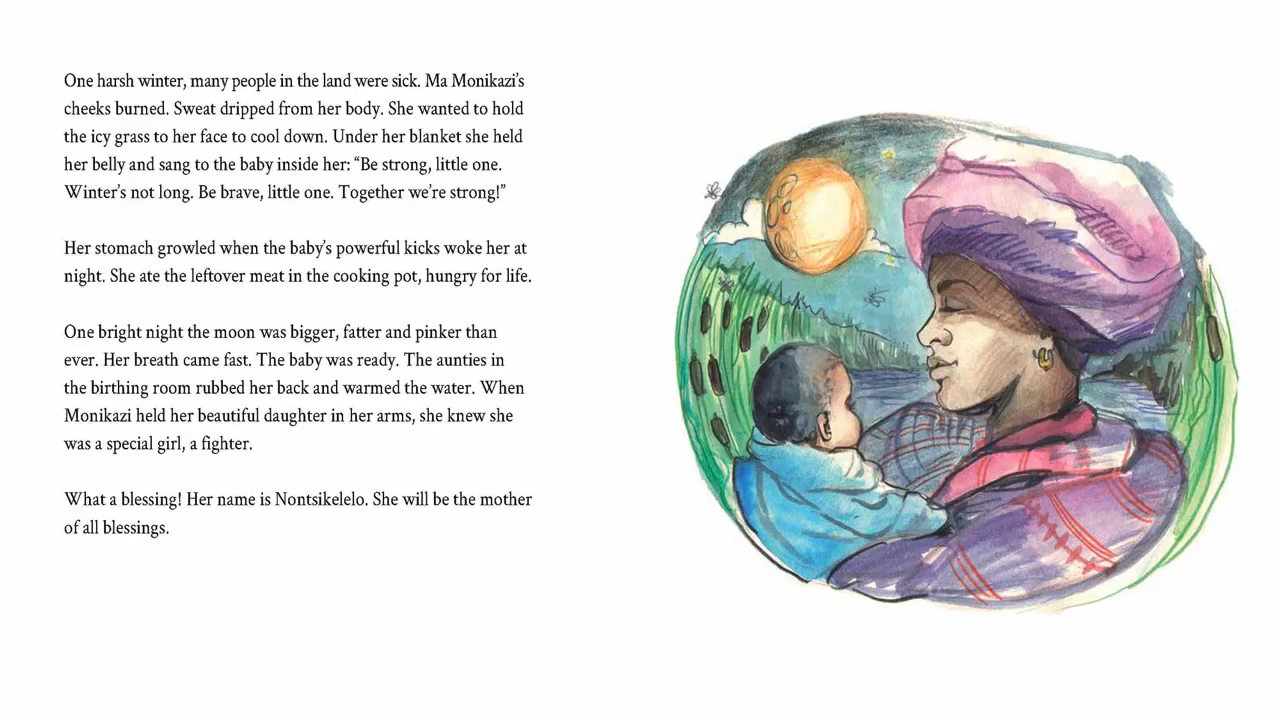 One harsh winter, many people in the land were sick. Ma Monikazi’s
cheeks burned. Sweat dripped from her body. She wanted to hold
the icy grass to her face to cool down. Under her blanket she held
her belly and sang to the baby inside her: “Be strong, little one.
Winter’s not long. Be brave, little one. Together we’re strong!”
Her stomach growled when the baby’s powerful kicks woke her at
night. She ate the leftover meat in the cooking pot, hungry for life.
One bright night the moon was bigger, fatter and pinker than
ever. Her breath came fast. The baby was ready. The aunties in
the birthing room rubbed her back and warmed the water. When
Monikazi held her beautiful daughter in her arms, she knew she
was a special girl, a fighter.
What a blessing! Her name is Nontsikelelo. She will be the mother
of all blessings.